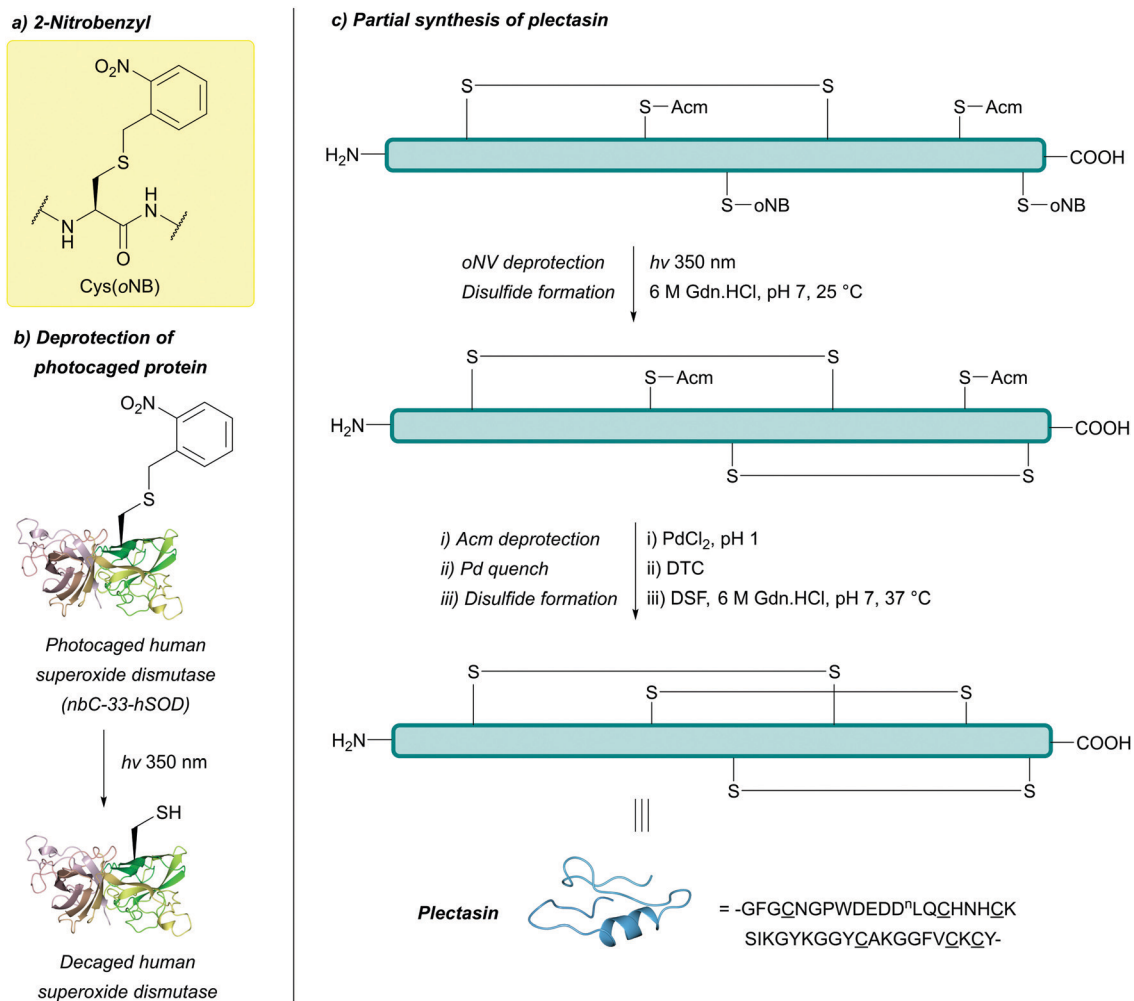 a) 2-Nitrobenzyl
O₂N
S
N
H
H
N
O
Cys(oNB)
b) Deprotection of
photocaged protein
O₂N
S
Photocaged human
superoxide dismutase
(nbC-33-hSOD)
hv 350 nm
SH
Decaged human
superoxide dismutase
c) Partial synthesis of plectasin
S S
S—Acm S—Acm
H₂N COOH
S—oNB S—oNB
oNV deprotection hv 350 nm
Disulfide formation 6 M Gdn.HCl, pH 7, 25 °C
S S
S—Acm S—Acm
H₂N COOH
S S
i) Acm deprotection i) PdCl₂, pH 1
ii) Pd quench ii) DTC
iii) Disulfide formation iii) DSF, 6 M Gdn.HCl, pH 7, 37 °C
S S
S S
H₂N COOH
S S
Plectasin = -GFGCNGPWDEDDⁿLQCHNHCK
SIKGYKGGYCAKGGFVCKCY-